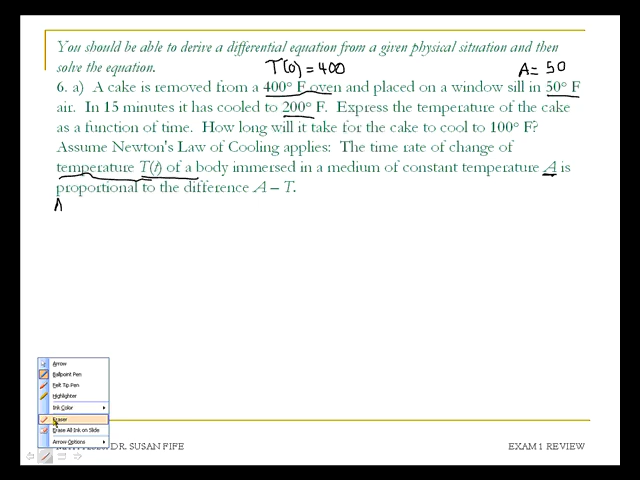 You should be able to derive a differential equation from a given physical situation and then
solve the equation.
T(0) = 400
A = 50
6. a) A cake is removed from a 400° F oven and placed on a window sill in 50° F
air. In 15 minutes it has cooled to 200° F. Express the temperature of the cake
as a function of time. How long will it take for the cake to cool to 100° F?
Assume Newton's Law of Cooling applies: The time rate of change of
temperature T(t) of a body immersed in a medium of constant temperature A is
proportional to the difference A – T.
Arrow
Ballpoint Pen
Felt Tip Pen
Highlighter
Ink Color
Eraser
Erase All Ink on Slide
Arrow Options
DR. SUSAN FIFE
EXAM 1 REVIEW